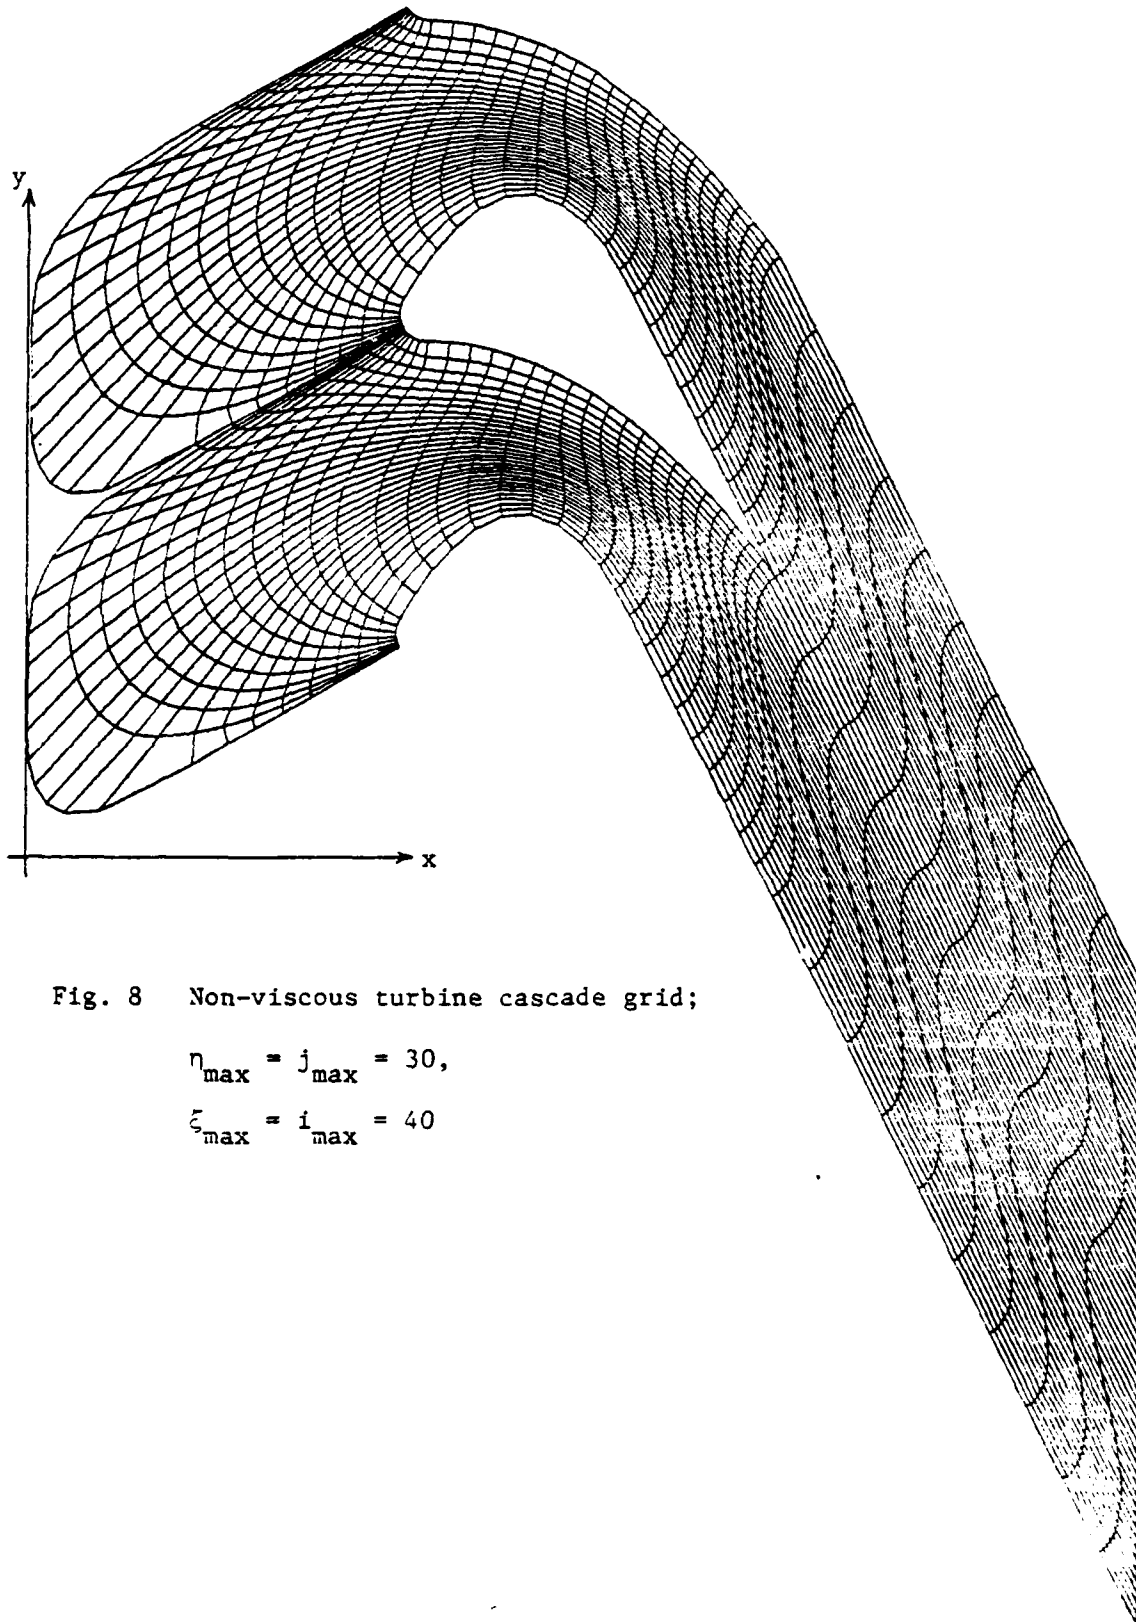 y
x
Fig. 8 Non-viscous turbine cascade grid;
η_max = j_max = 30,
ξ_max = i_max = 40